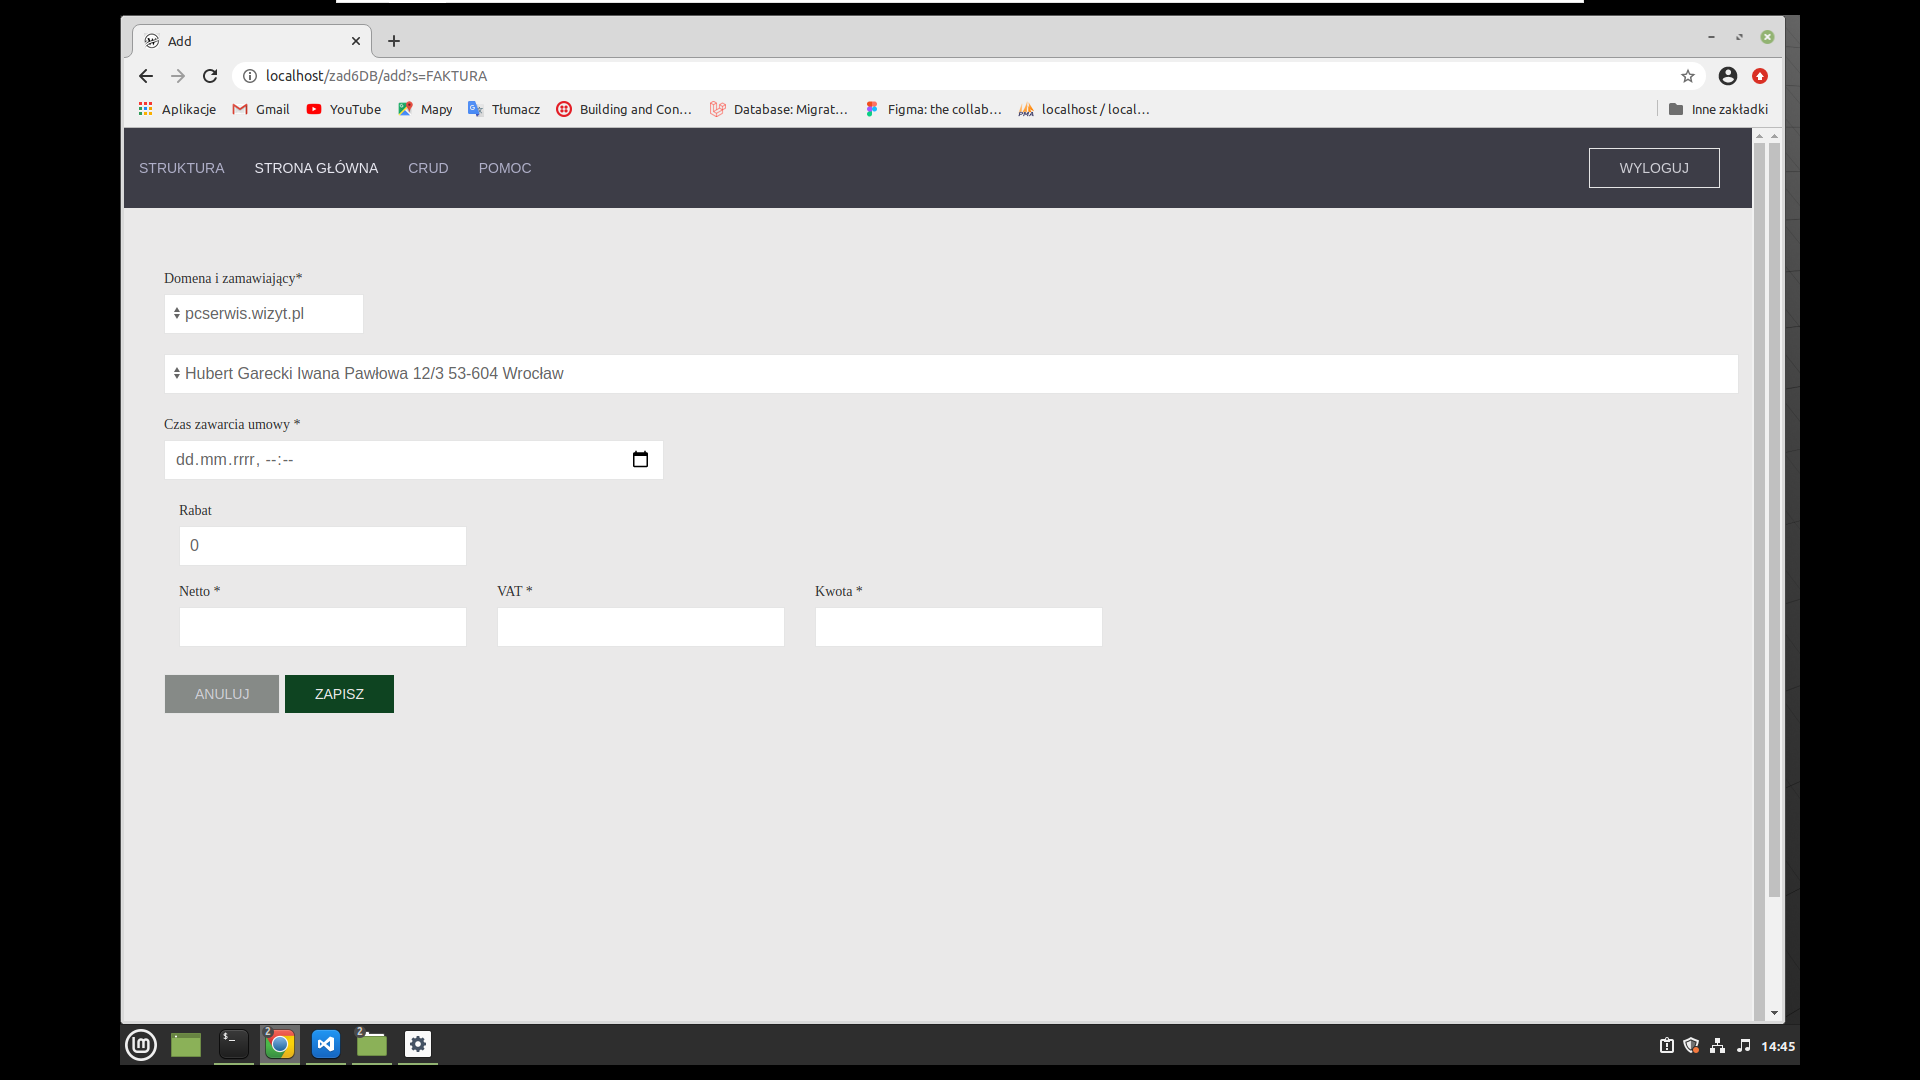 Add
localhost/zad6DB/add?s=FAKTURA
Aplikacje Gmail YouTube Mapy Tłumacz Building and Con... Database: Migrat... Figma: the collab... localhost / local... Inne zakładki
STRUKTURA STRONA GŁÓWNA CRUD POMOC WYLOGUJ
Domena i zamawiający*
pcserwis.wizyt.pl
Hubert Garecki Iwana Pawłowa 12/3 53-604 Wrocław
Czas zawarcia umowy *
dd.mm.rrrr, --:--
Rabat
0
Netto * VAT * Kwota *
ANULUJ ZAPISZ
2 2
14:45